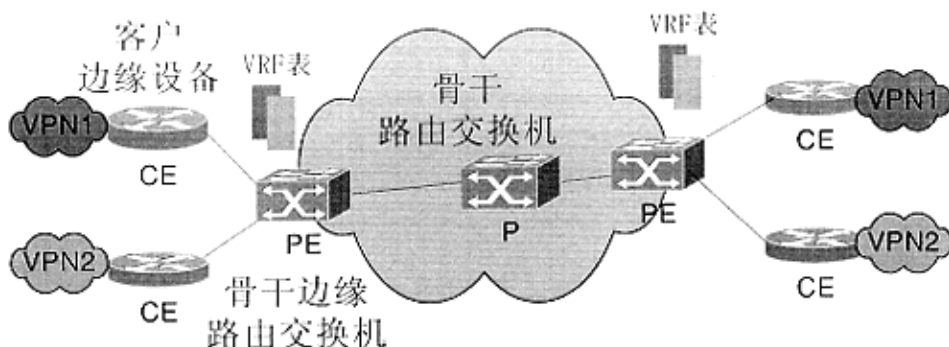 客户
边缘设备
VRF表
VRF表
骨干
路由交换机
VPN1
CE
VPN1
CE
PE
P
PE
VPN2
CE
VPN2
CE
骨干边缘
路由交换机